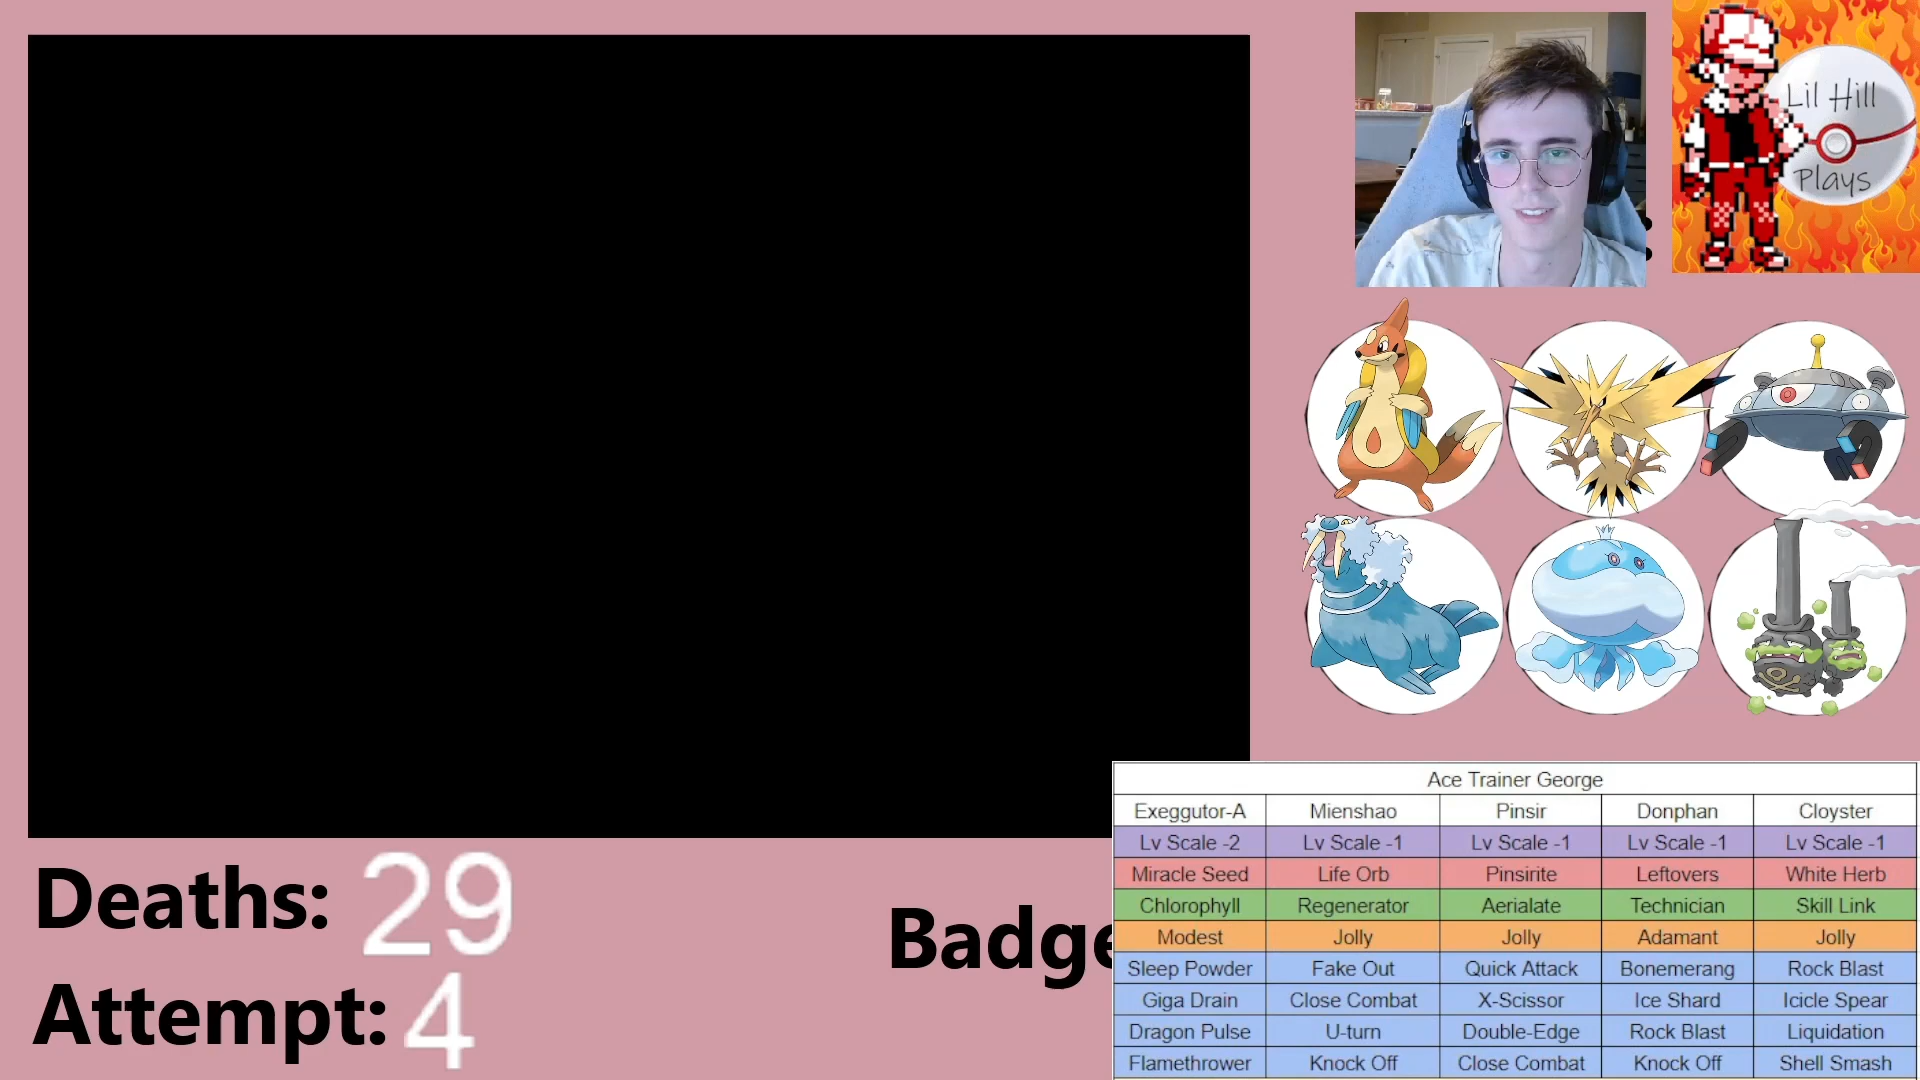 Lil Hill
Plays
Ace Trainer George
Exeggutor-A Mienshao Pinsir Donphan Cloyster
Lv Scale -2 Lv Scale -1 Lv Scale -1 Lv Scale -1 Lv Scale -1
Miracle Seed Life Orb Pinsirite Leftovers White Herb
Chlorophyll Regenerator Aerialate Technician Skill Link
Modest Jolly Jolly Adamant Jolly
Sleep Powder Fake Out Quick Attack Bonemerang Rock Blast
Giga Drain Close Combat X-Scissor Ice Shard Icicle Spear
Dragon Pulse U-turn Double-Edge Rock Blast Liquidation
Flamethrower Knock Off Close Combat Knock Off Shell Smash
Deaths: 29
Attempt: 4
Badge